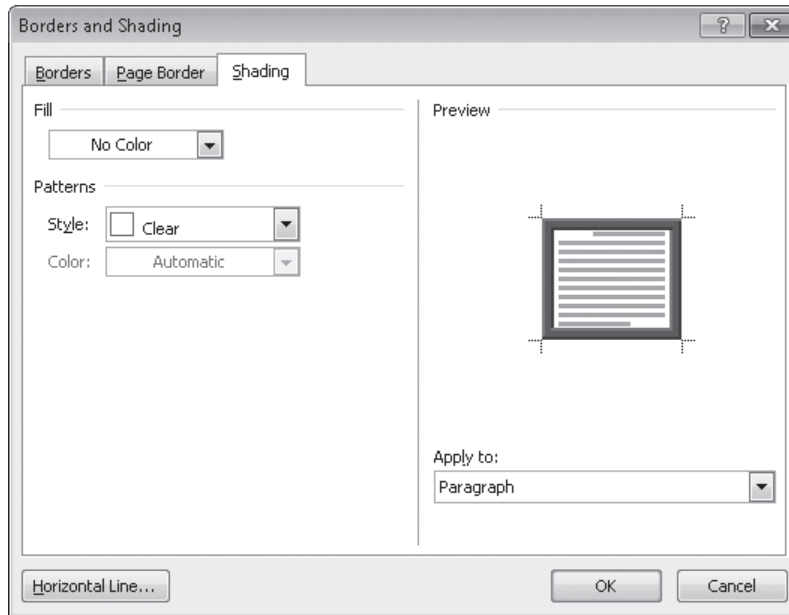 Borders and Shading
?
Borders Page Border Shading
Fill
No Color
Patterns
Style: Clear
Color: Automatic
Preview
Apply to:
Paragraph
Horizontal Line... OK Cancel